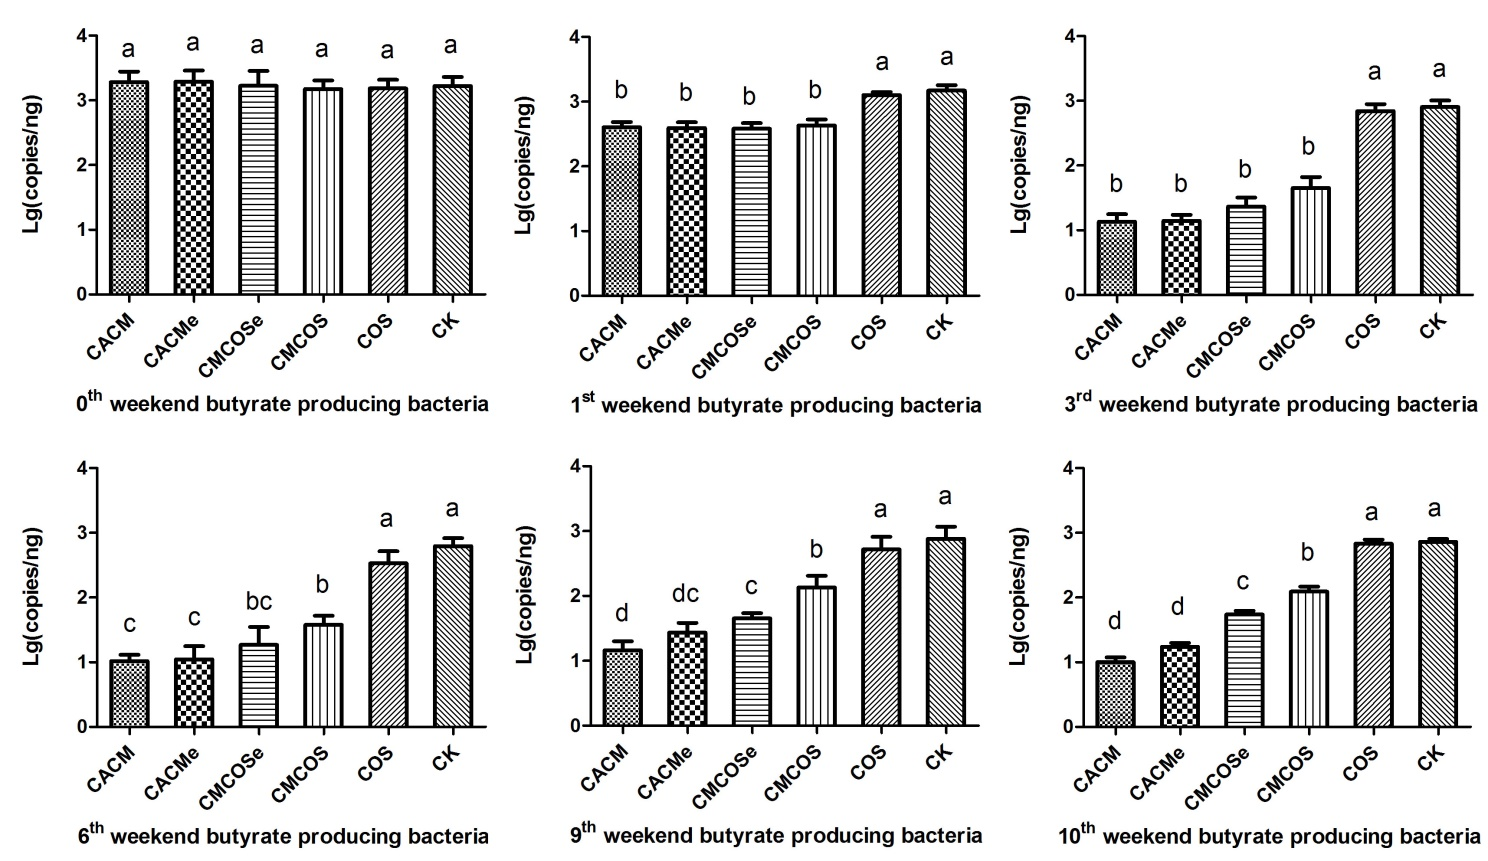 4
3
2
1
0
Lg(copies/ng)
a a a a a a
CACM CACMe CMCOSe CMCOS COS CK
0th weekend butyrate producing bacteria
4
3
2
1
0
Lg(copies/ng)
b b b b a a
CACM CACMe CMCOSe CMCOS COS CK
1st weekend butyrate producing bacteria
4
3
2
1
0
Lg(copies/ng)
b b b b a a
CACM CACMe CMCOSe CMCOS COS CK
3rd weekend butyrate producing bacteria
4
3
2
1
0
Lg(copies/ng)
c c bc b a a
CACM CACMe CMCOSe CMCOS COS CK
6th weekend butyrate producing bacteria
4
3
2
1
0
Lg(copies/ng)
d dc c b a a
CACM CACMe CMCOSe CMCOS COS CK
9th weekend butyrate producing bacteria
4
3
2
1
0
Lg(copies/ng)
d d c b a a
CACM CACMe CMCOSe CMCOS COS CK
10th weekend butyrate producing bacteria